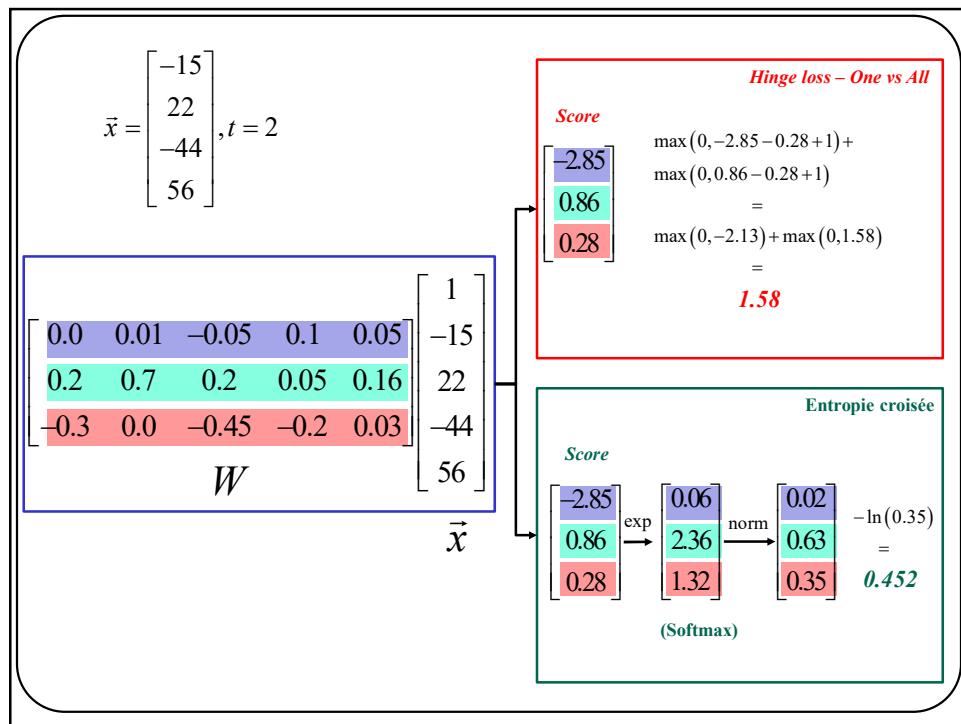 x⃗ = [−15 22 −44 56], t = 2
Hinge loss – One vs All
Score
−2.85
0.86
0.28
max(0,−2.85−0.28+1)+
max(0,0.86−0.28+1)
=
max(0,−2.13)+max(0,1.58)
=
1.58
0.0 0.01 −0.05 0.1 0.05
0.2 0.7 0.2 0.05 0.16
−0.3 0.0 −0.45 −0.2 0.03
W
1
−15
22
−44
56
x⃗
Entropie croisée
Score
−2.85
0.86
0.28
exp
0.06
2.36
1.32
norm
0.02
0.63
0.35
−ln(0.35)
=
0.452
(Softmax)